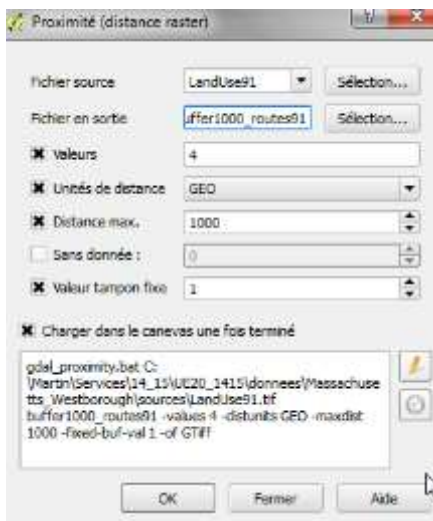 Proximité (distance raster)
Fichier source LandUse91 Sélection...
Fichier en sortie uffer1000_routes91 Sélection...
Valeurs 4
Unités de distance GEO
Distance max. 1000
Sans donnée : 0
Valeur tampon fixe 1
Charger dans le canevas une fois terminé
gdal_proximity.bat C:
\Martin\Services\14_15\UE20_1415\donnees\Massachuse
tts_Westborough\sources\LandUse91.tif
buffer1000_routes91 -values 4 -distunits GEO -maxdist
1000 -fixed-buf-val 1 -of GTiff
OK Fermer Aide